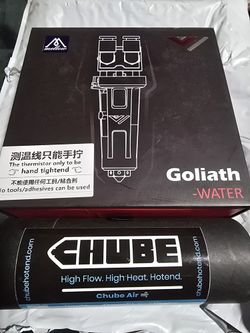 Goliath
-WATER
测温线只能手拧
The thermistor only to be
hand tightend
不能使用任何工具/粘合剂
No tools/adhesives can be used
CHUBE
High Flow. High Heat. Hotend.
Chube Air
chubehotend.com
chubehotend.com